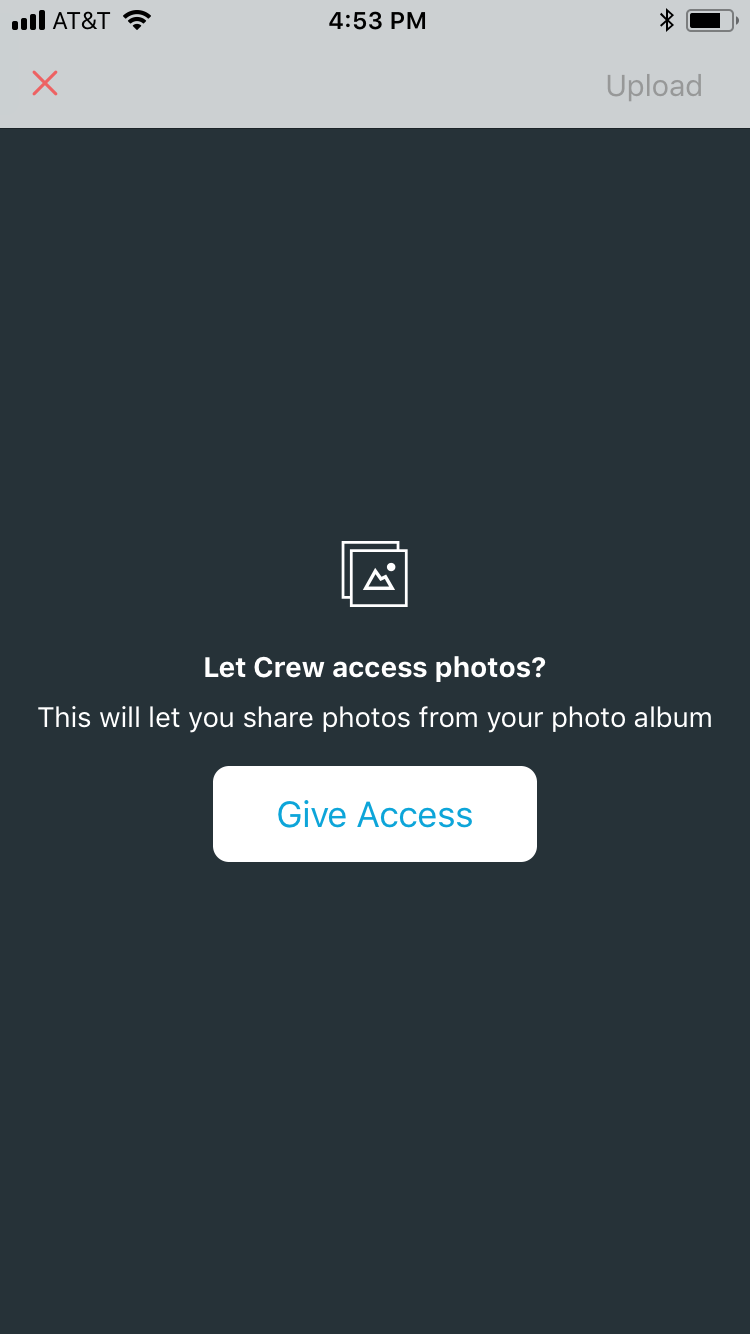 AT&T 4:53 PM
Upload
Let Crew access photos?
This will let you share photos from your photo album
Give Access